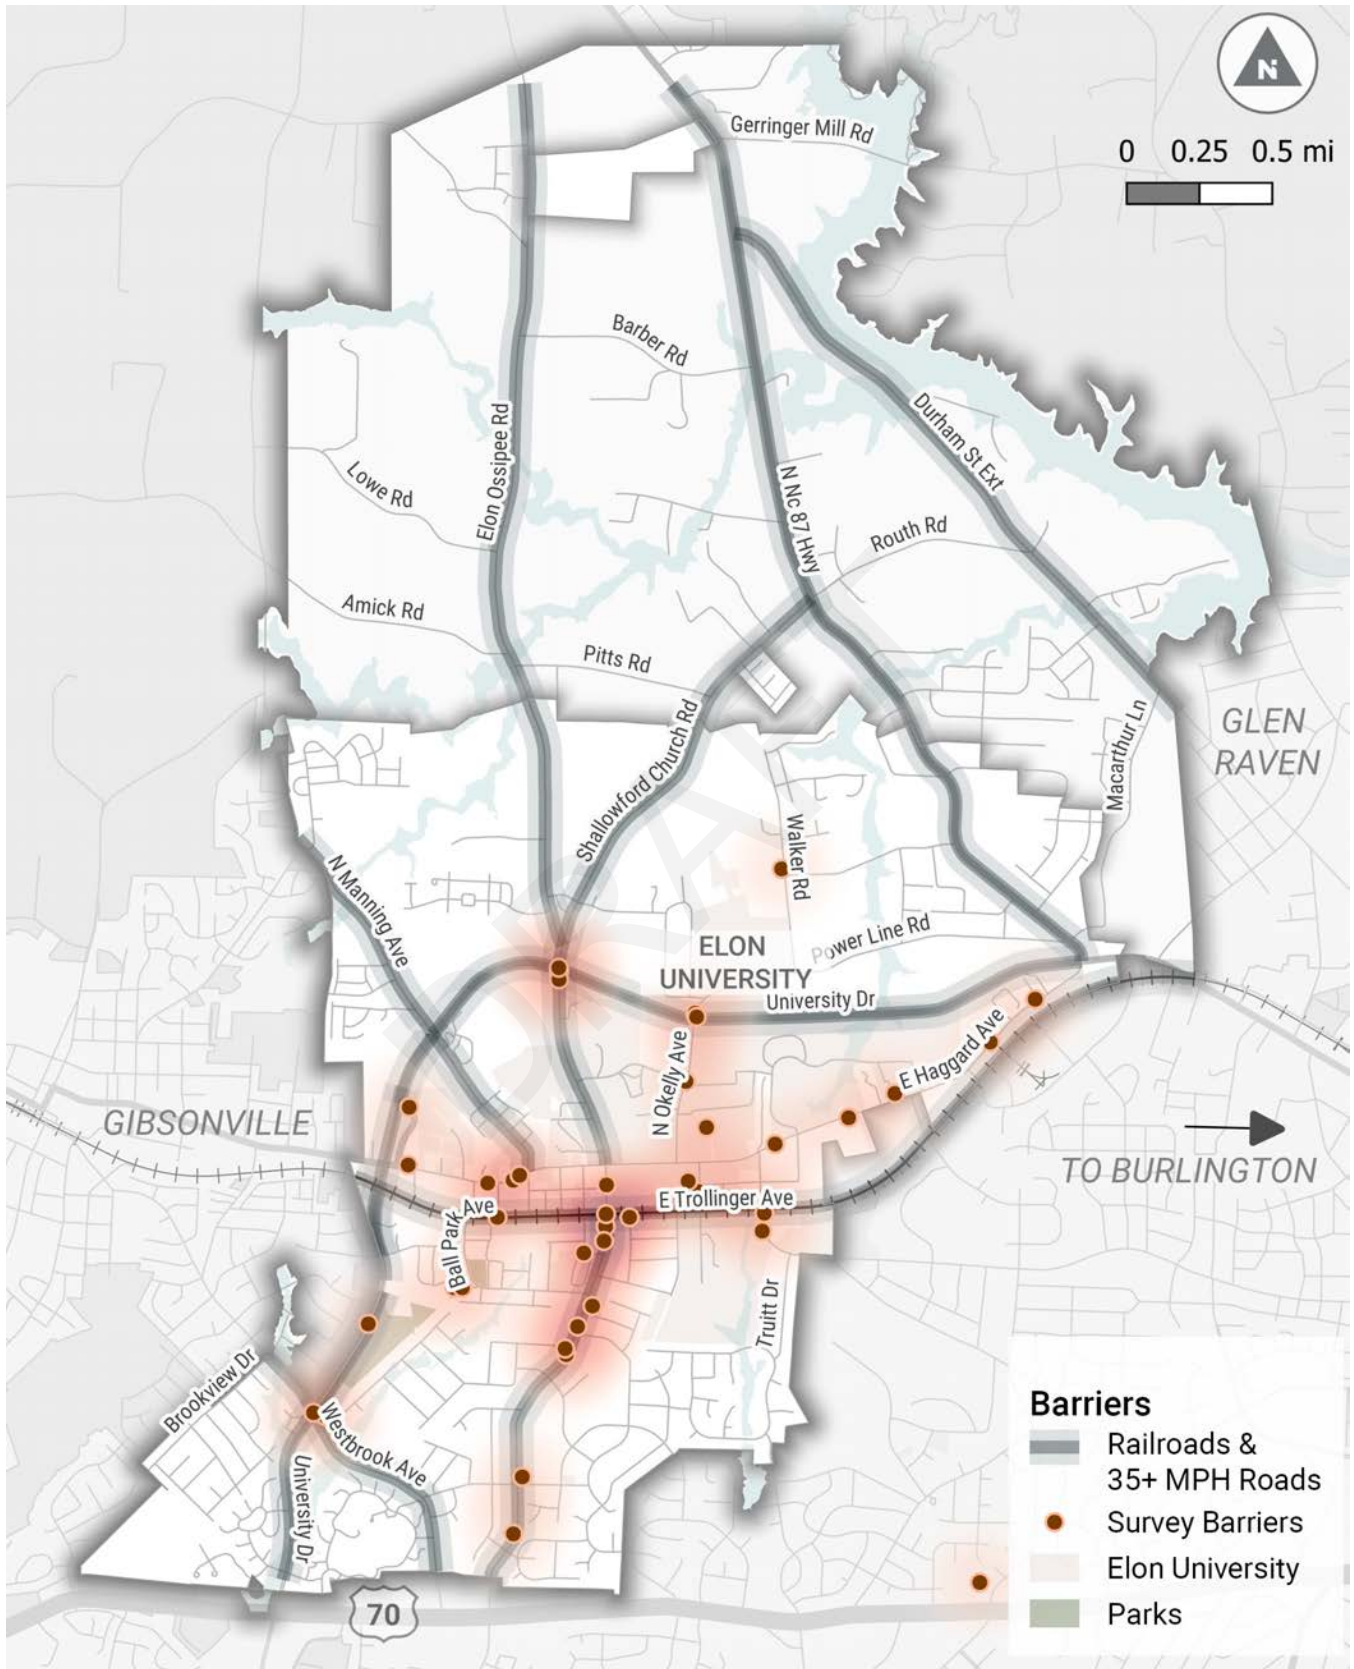 N
0 0.25 0.5 mi
Gerringer Mill Rd
Barber Rd
Elon Ossipee Rd
Durham St Ext
Lowe Rd
N Nc 87 Hwy
Routh Rd
Amick Rd
Pitts Rd
Shallowford Church Rd
Macarthur Ln
GLEN
RAVEN
DRAFT
Walker Rd
N Manning Ave
Power Line Rd
ELON
UNIVERSITY
University Dr
N Okelly Ave
E Haggard Ave
GIBSONVILLE
TO BURLINGTON
E Trollinger Ave
Ball Park Ave
Truitt Dr
Brookview Dr
Westbrook Ave
University Dr
70
Barriers
Railroads &
35+ MPH Roads
Survey Barriers
Elon University
Parks